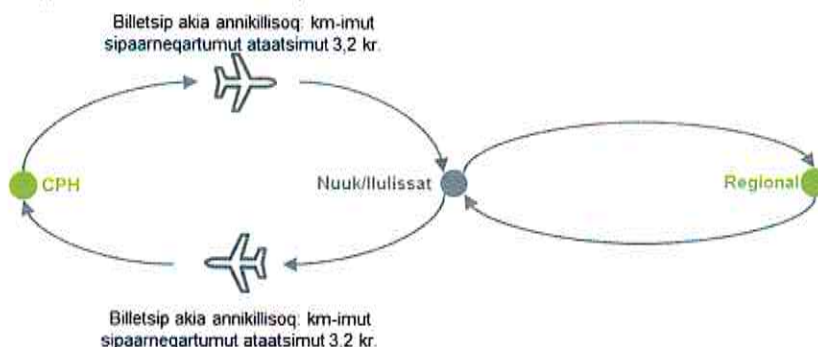 Billetsip akia annikillisoq: km-imut
sipaarneqartumut ataatsimut 3,2 kr.
CPH
Nuuk/Ilulissat
Regional
Billetsip akia annikillisoq: km-imut
sipaarneqartumut ataatsimut 3,2 kr.